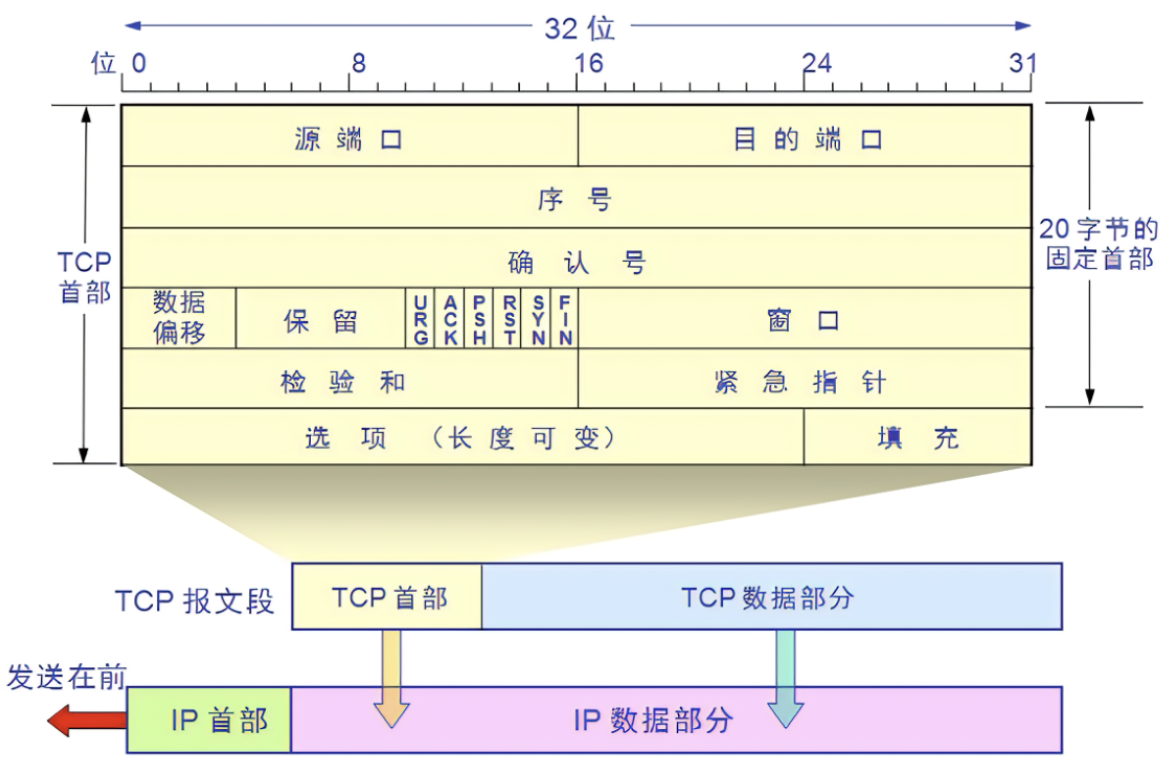 32 位
位 0 8 16 24 31
源端口 目的端口
序号
确认号
TCP
首部
20 字节的
固定首部
数据
偏移
保留
URG
ACK
PSH
RST
SYN
FIN
窗口
检验和 紧急指针
选项（长度可变） 填充
TCP 报文段 TCP 首部 TCP 数据部分
发送在前
IP 首部 IP 数据部分